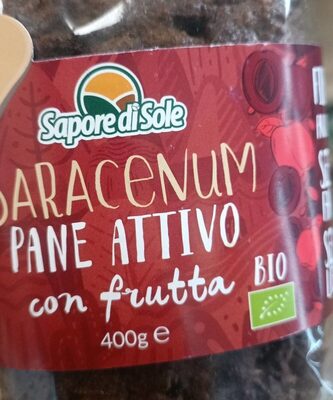 Sapore di Sole
SARACENUM
PANE ATTIVO
con frutta
BIO
400g e